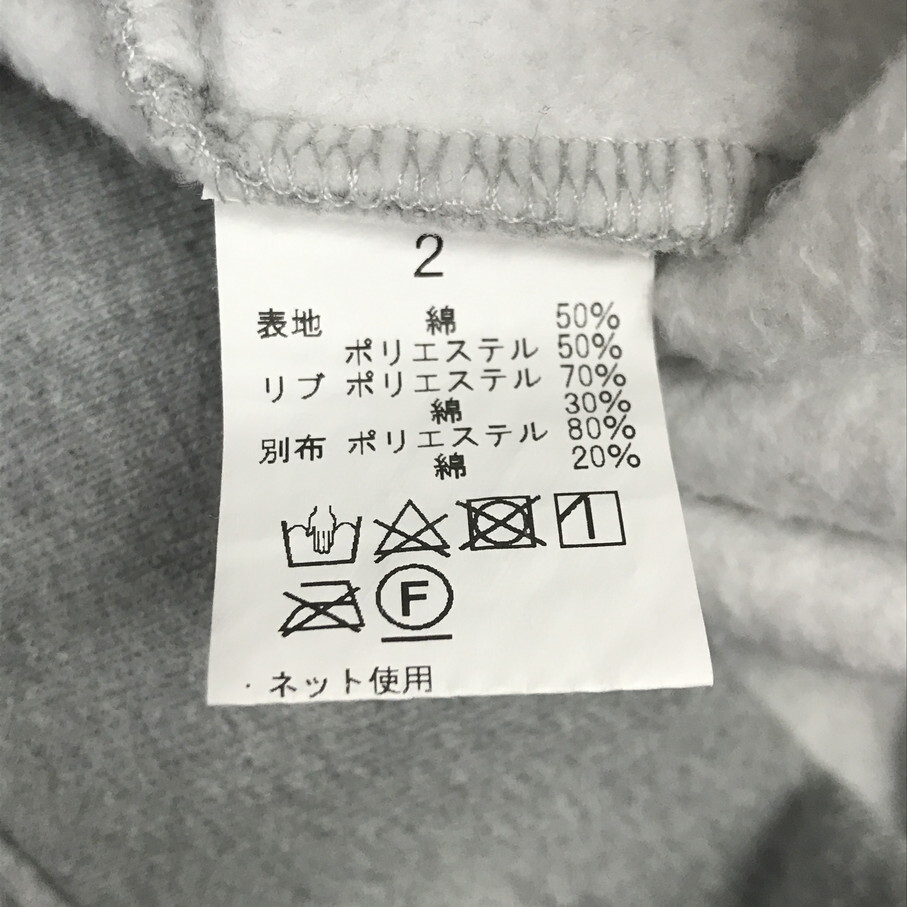 2
表地 綿 50%
ポリエステル 50%
リブ ポリエステル 70%
綿 30%
別布 ポリエステル 80%
綿 20%
F
・ネット使用